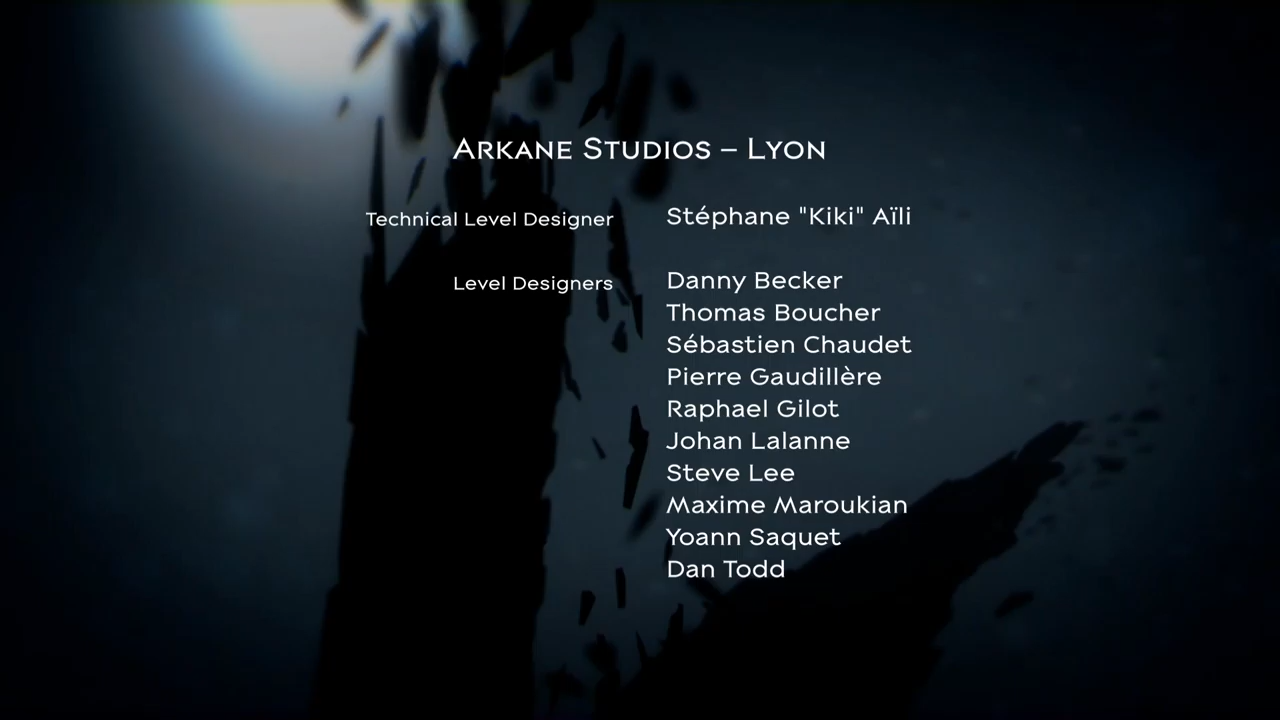 Arkane Studios – Lyon
Technical Level Designer Stéphane "Kiki" Aïli
Level Designers Danny Becker
Thomas Boucher
Sébastien Chaudet
Pierre Gaudillère
Raphael Gilot
Johan Lalanne
Steve Lee
Maxime Maroukian
Yoann Saquet
Dan Todd